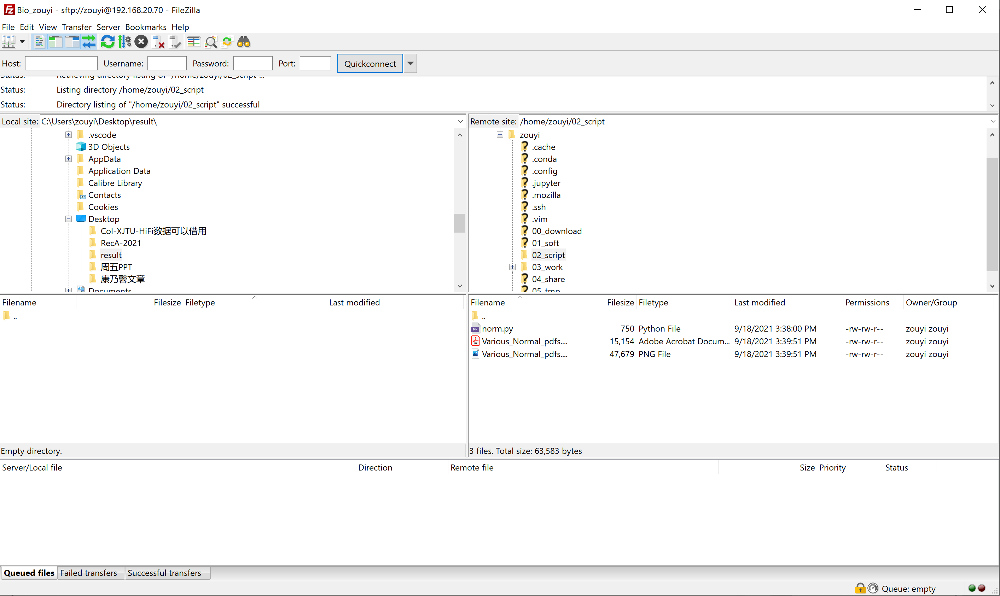 Bio_zouyi - sftp://zouyi@192.168.20.70 - FileZilla
File Edit View Transfer Server Bookmarks Help
Host: Username: Password: Port: Quickconnect
Status: Retrieving directory listing of "/home/zouyi/02_script"...
Status: Listing directory /home/zouyi/02_script
Status: Directory listing of "/home/zouyi/02_script" successful
Local site: C:\Users\zouyi\Desktop\result\
.vscode
3D Objects
AppData
Application Data
Calibre Library
Contacts
Cookies
Desktop
Col-XJTU-HiFi数据可以借用
RecA-2021
result
周五PPT
康乃馨文章
Documents
Remote site: /home/zouyi/02_script
zouyi
.cache
.conda
.config
.jupyter
.mozilla
.ssh
.vim
00_download
01_soft
02_script
03_work
04_share
05_tmp
Filename Filesize Filetype Last modified
..
Empty directory.
Filename Filesize Filetype Last modified Permissions Owner/Group
..
norm.py 750 Python File 9/18/2021 3:38:00 PM -rw-rw-r-- zouyi zouyi
Various_Normal_pdfs.... 15,154 Adobe Acrobat Docum... 9/18/2021 3:39:51 PM -rw-rw-r-- zouyi zouyi
Various_Normal_pdfs.... 47,679 PNG File 9/18/2021 3:39:51 PM -rw-rw-r-- zouyi zouyi
3 files. Total size: 63,583 bytes
Server/Local file Direction Remote file Size Priority Status
Queued files Failed transfers Successful transfers
Queue: empty